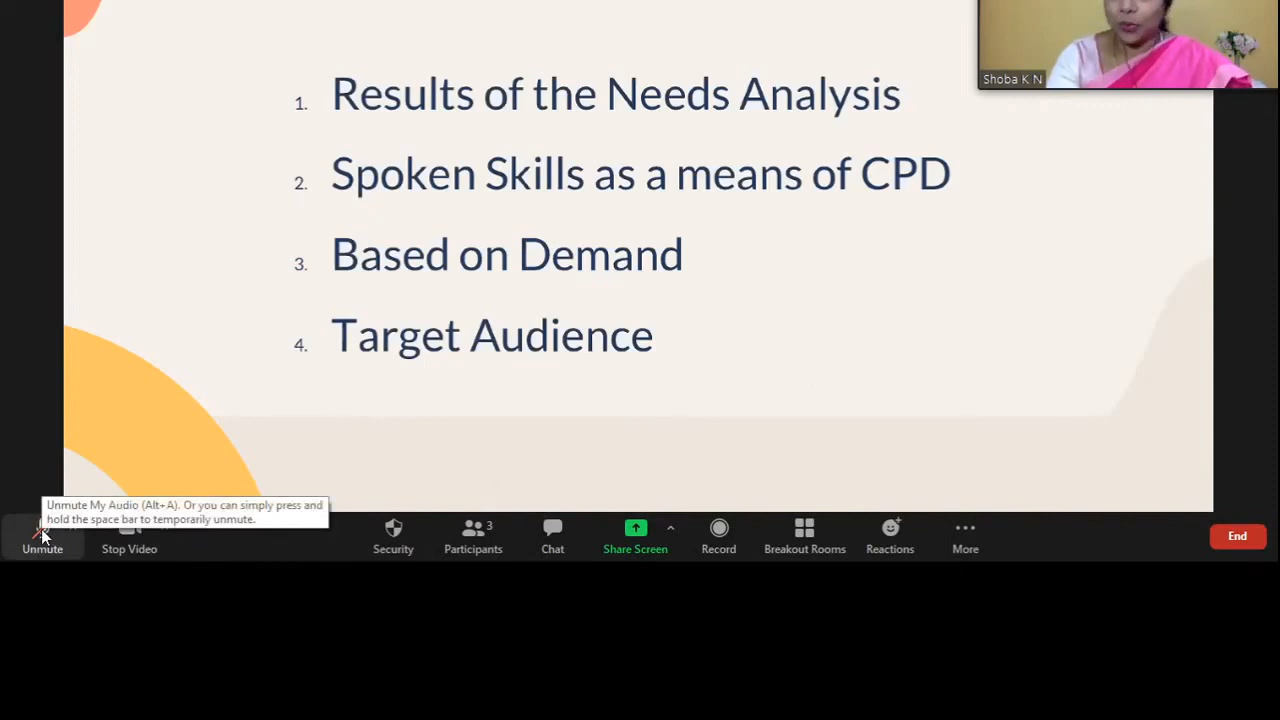 Shoba K N
1. Results of the Needs Analysis
2. Spoken Skills as a means of CPD
3. Based on Demand
4. Target Audience
Unmute My Audio (Alt+A). Or you can simply press and
hold the space bar to temporarily unmute.
3
Unmute
Stop Video
Security
Participants
Chat
Share Screen
Record
Breakout Rooms
Reactions
More
End